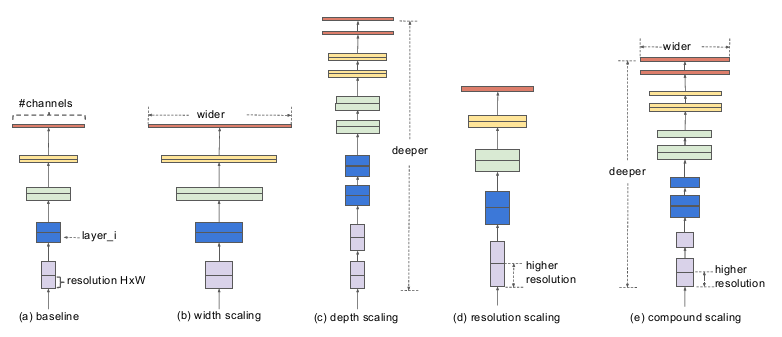 #channels
layer_i
resolution HxW
(a) baseline
wider
(b) width scaling
deeper
(c) depth scaling
higher
resolution
(d) resolution scaling
wider
deeper
higher
resolution
(e) compound scaling